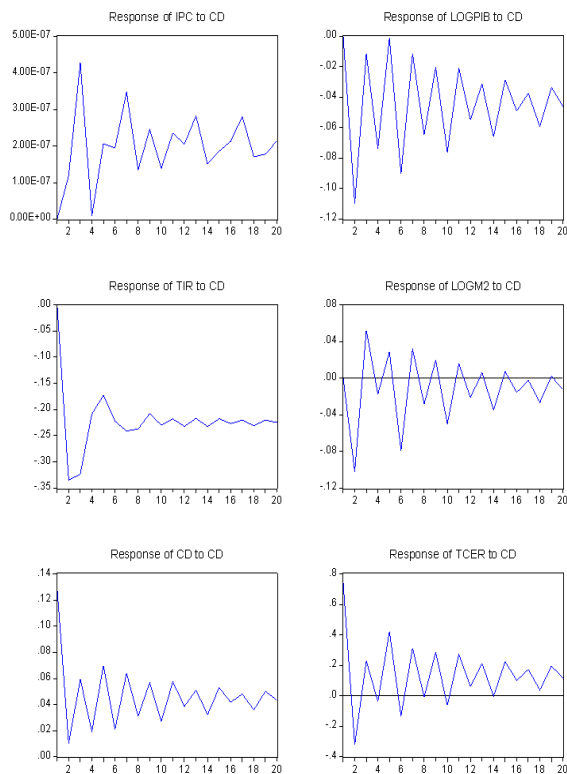 Response of IPC to CD
5.00E-07
4.00E-07
3.00E-07
2.00E-07
1.00E-07
0.00E+00
2 4 6 8 10 12 14 16 18 20
Response of LOGPIB to CD
.00
-.02
-.04
-.06
-.08
-.10
-.12
2 4 6 8 10 12 14 16 18 20
Response of TIR to CD
.00
-.05
-.10
-.15
-.20
-.25
-.30
-.35
2 4 6 8 10 12 14 16 18 20
Response of LOGM2 to CD
.08
.04
.00
-.04
-.08
-.12
2 4 6 8 10 12 14 16 18 20
Response of CD to CD
.14
.12
.10
.08
.06
.04
.02
.00
2 4 6 8 10 12 14 16 18 20
Response of TCER to CD
.8
.6
.4
.2
.0
-.2
-.4
2 4 6 8 10 12 14 16 18 20